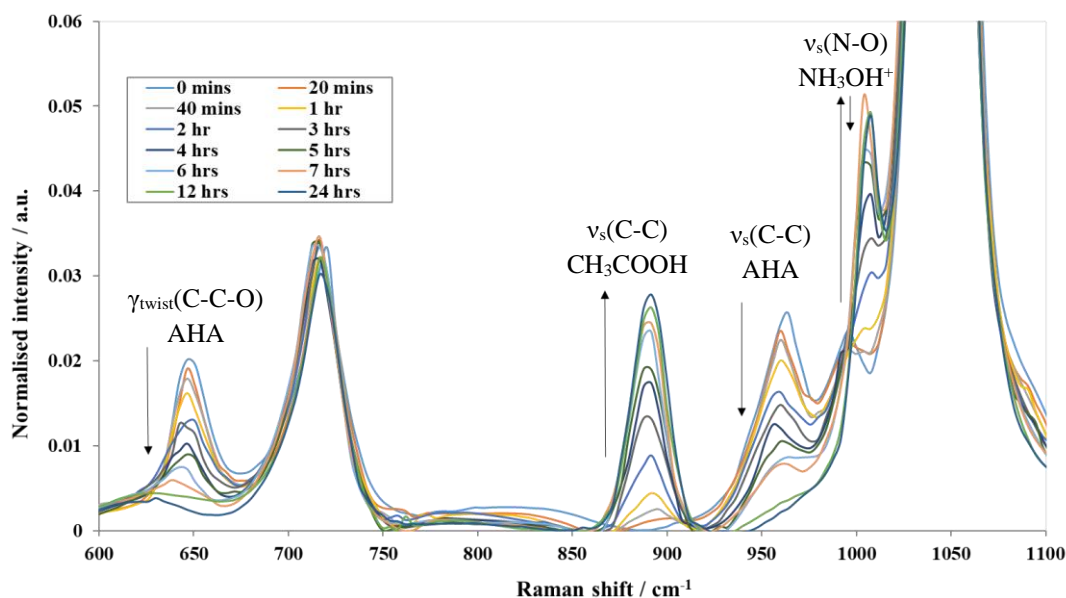 0.06
0.05
0.04
0.03
0.02
0.01
0
Normalised intensity / a.u.
0 mins 20 mins
40 mins 1 hr
2 hr 3 hrs
4 hrs 5 hrs
6 hrs 7 hrs
12 hrs 24 hrs
γtwist(C-C-O)
AHA
νs(C-C)
CH₃COOH
νs(C-C)
AHA
νs(N-O)
NH₃OH⁺
600 650 700 750 800 850 900 950 1000 1050 1100
Raman shift / cm⁻¹